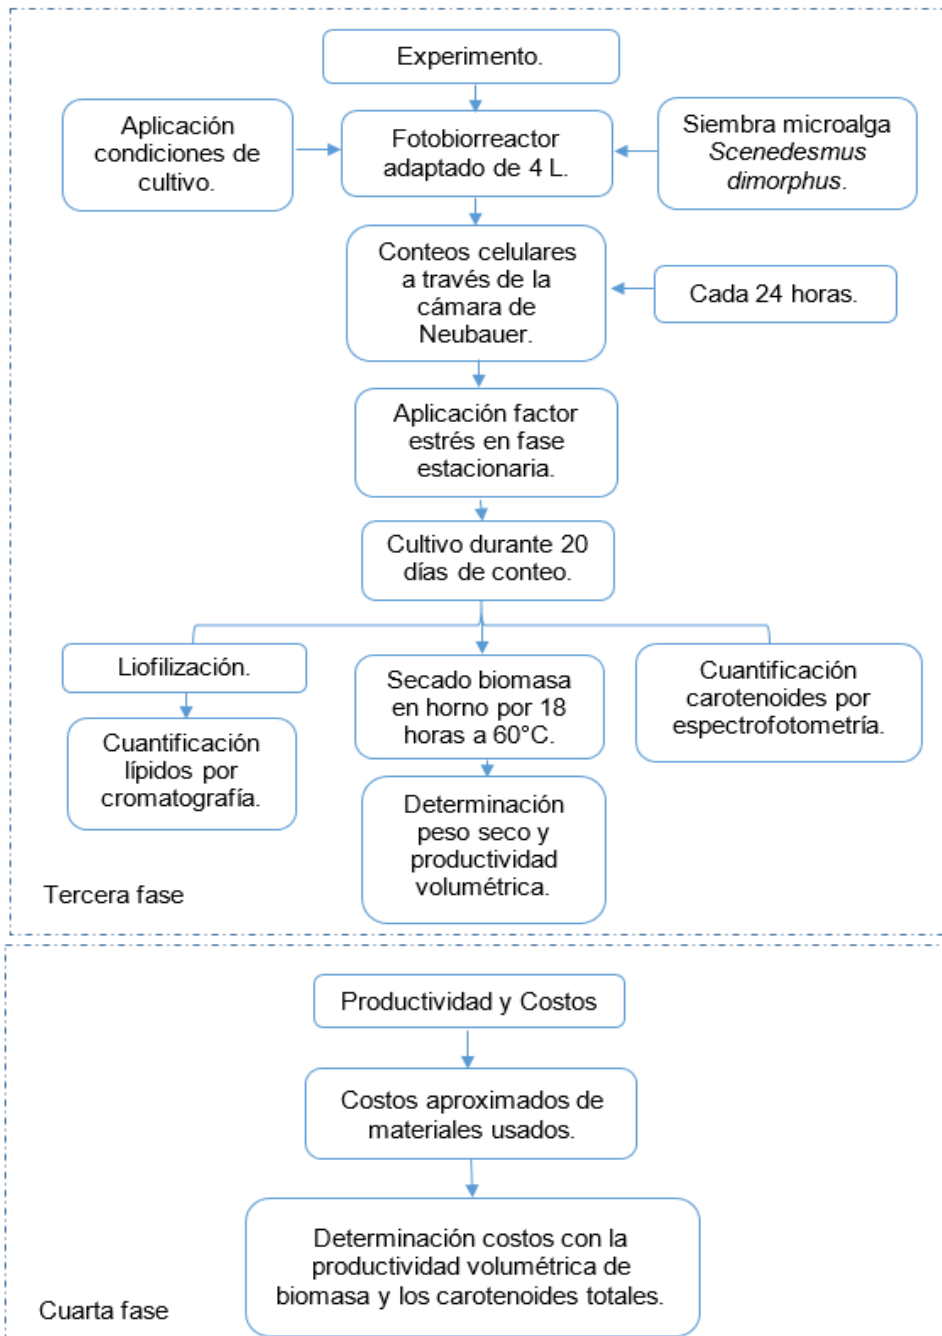 Experimento.
Aplicación
condiciones de
cultivo.
Fotobiorreactor
adaptado de 4 L.
Siembra microalga
Scenedesmus
dimorphus.
Conteos celulares
a través de la
cámara de
Neubauer.
Cada 24 horas.
Aplicación factor
estrés en fase
estacionaria.
Cultivo durante 20
días de conteo.
Liofilización.
Cuantificación
lípidos por
cromatografía.
Secado biomasa
en horno por 18
horas a 60°C.
Determinación
peso seco y
productividad
volumétrica.
Cuantificación
carotenoides por
espectrofotometría.
Tercera fase
Productividad y Costos
Costos aproximados de
materiales usados.
Determinación costos con la
productividad volumétrica de
biomasa y los carotenoides totales.
Cuarta fase